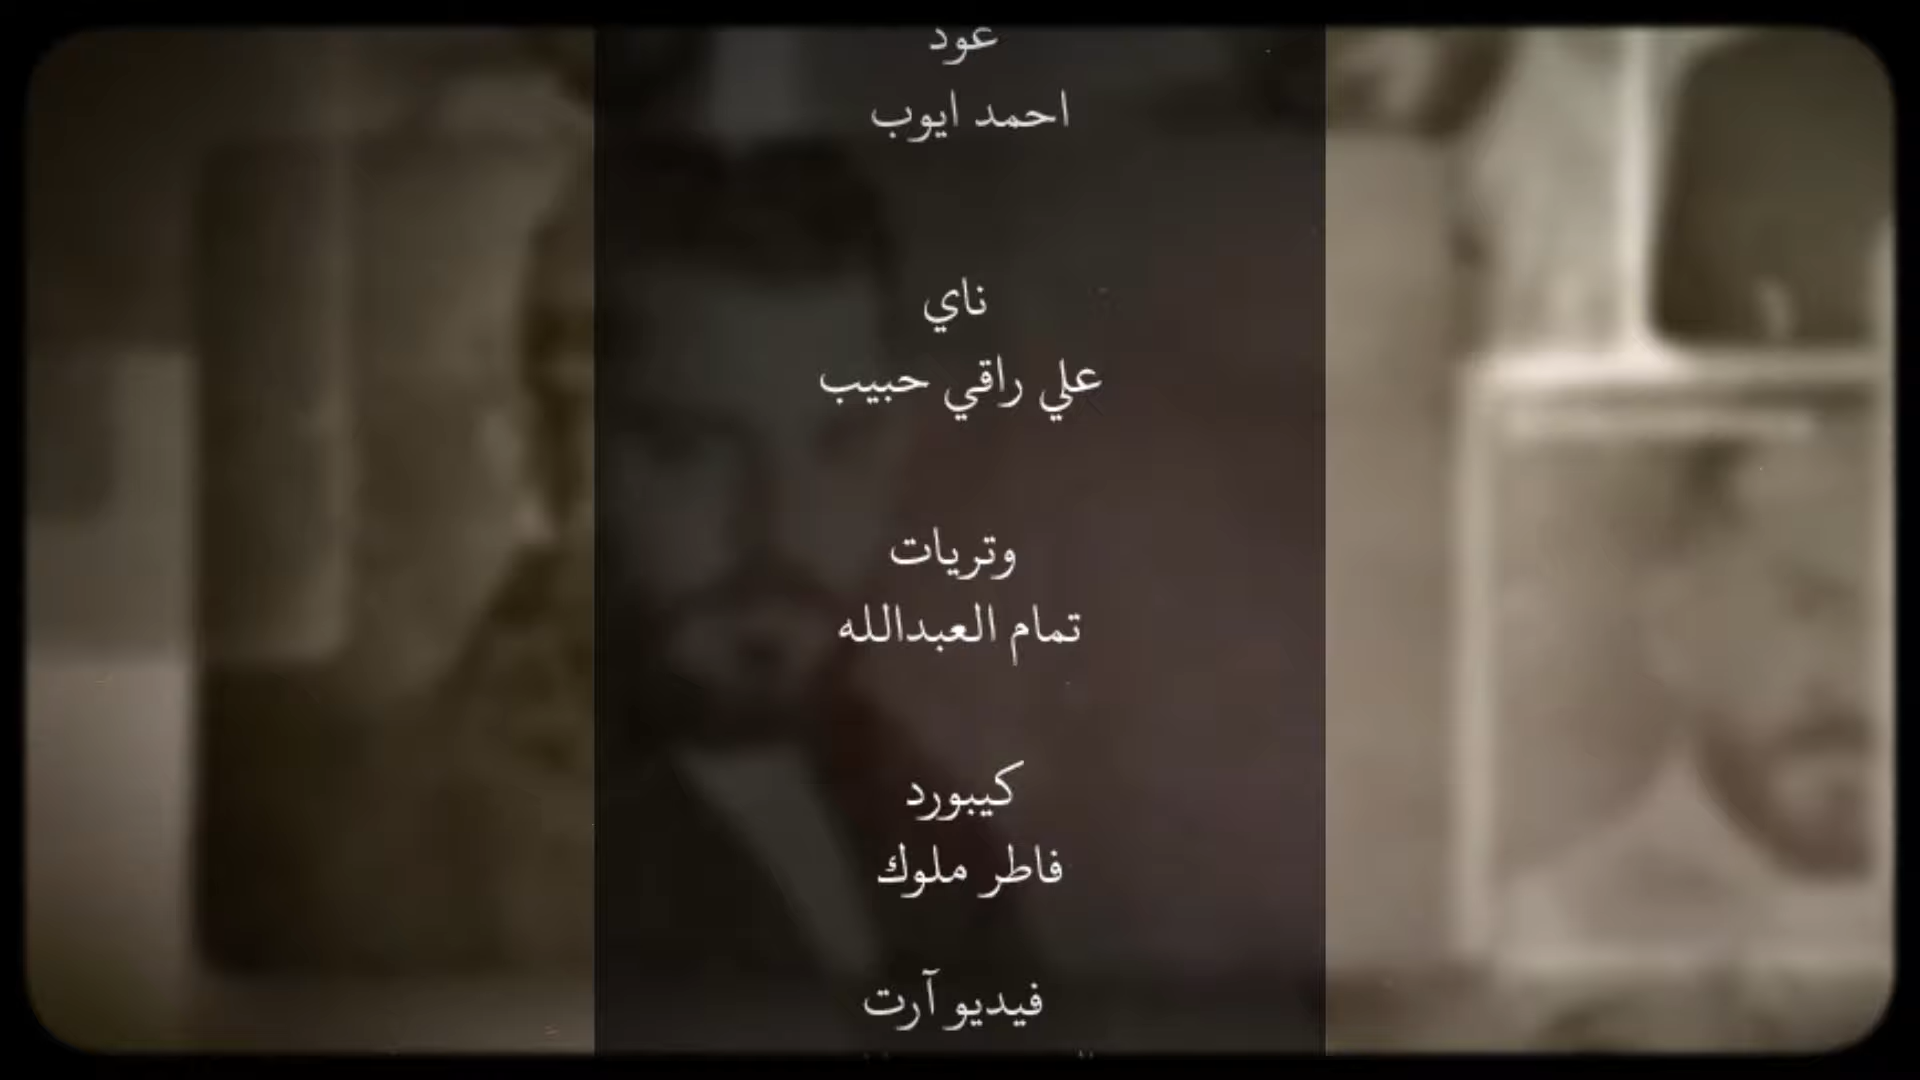 عود
احمد ايوب
ناي
علي راقي حبيب
وتريات
تمام العبدالله
كيبورد
فاطر ملوك
فيديو آرت